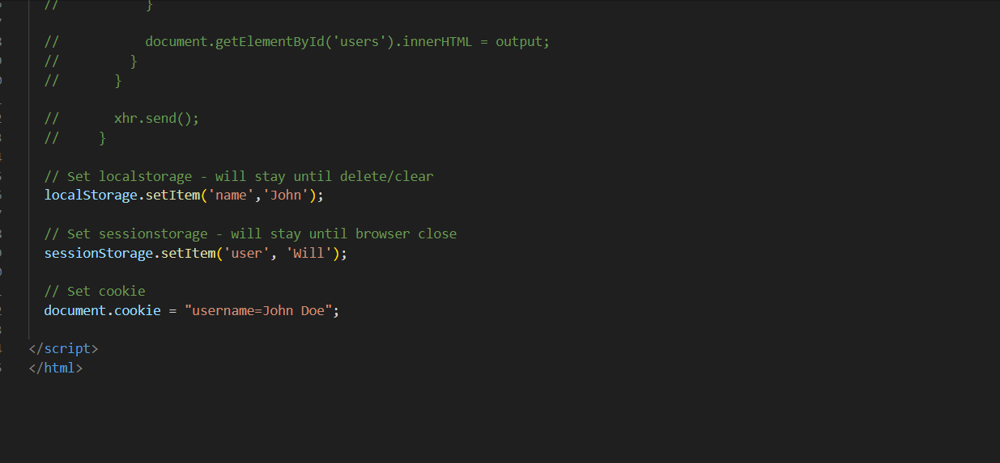 //           }
//           document.getElementById('users').innerHTML = output;
//         }
//       }
//       xhr.send();
//     }
// Set localstorage - will stay until delete/clear
localStorage.setItem('name','John');
// Set sessionstorage - will stay until browser close
sessionStorage.setItem('user', 'Will');
// Set cookie
document.cookie = "username=John Doe";
</script>
</html>